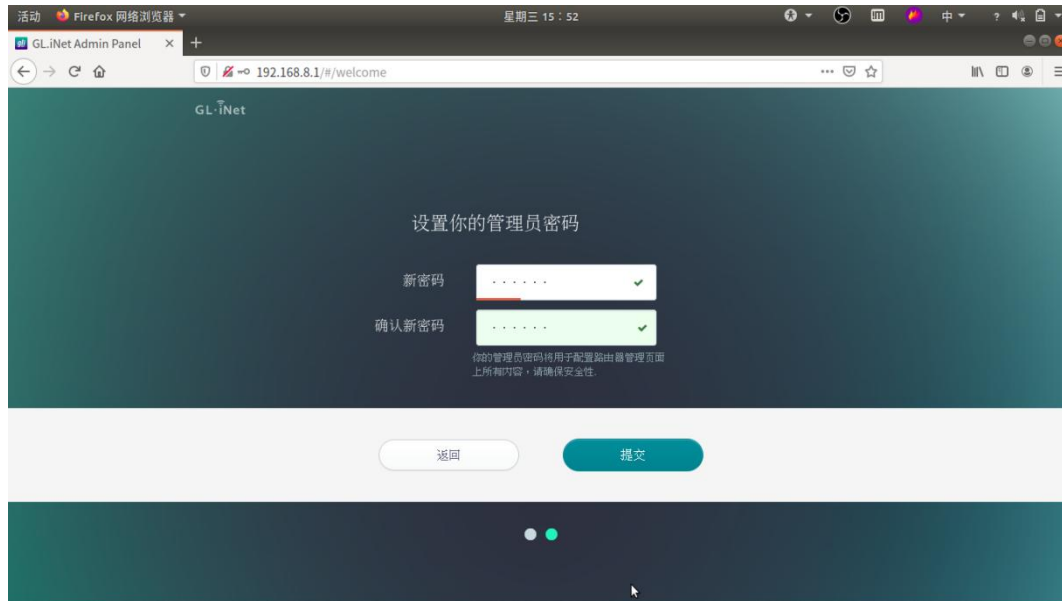 活动 Firefox 网络浏览器 星期三 15：52 中 ?
GL.iNet Admin Panel × +
192.168.8.1/#/welcome
GL·iNet
设置你的管理员密码
新密码 ······
确认新密码 ······
你的管理员密码将用于配置路由器管理页面
上所有内容，请确保安全性.
返回 提交